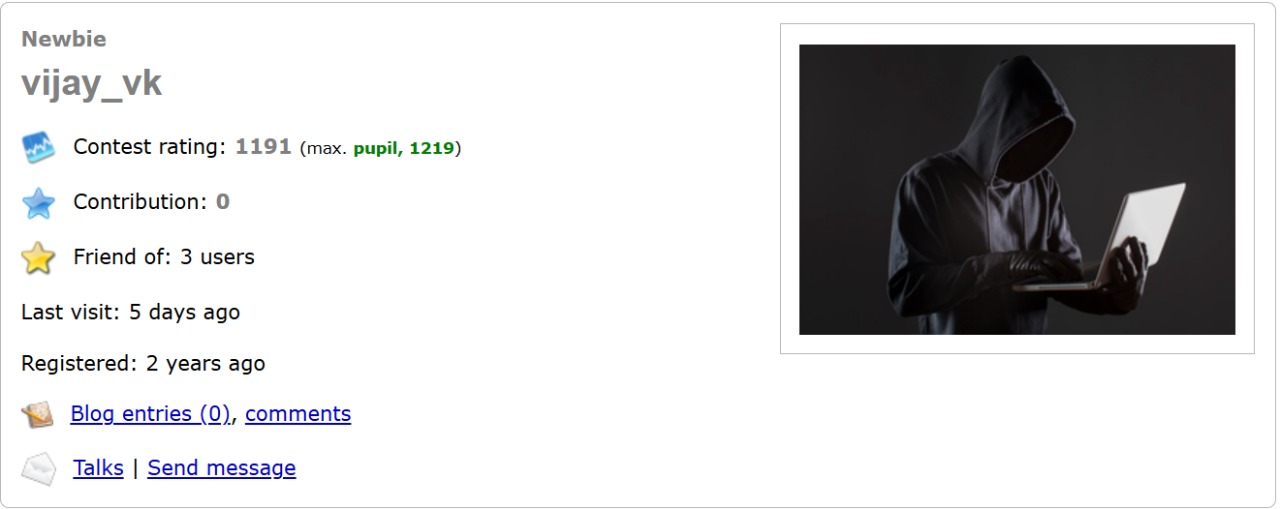 Newbie
vijay_vk
Contest rating: 1191 (max. pupil, 1219)
Contribution: 0
Friend of: 3 users
Last visit: 5 days ago
Registered: 2 years ago
Blog entries (0), comments
Talks | Send message